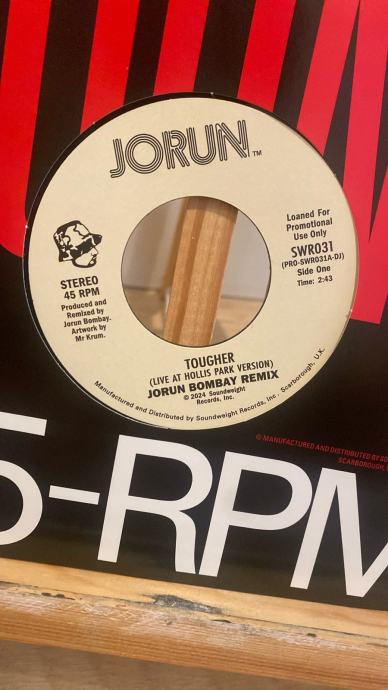 JORUN™
Loaned For
Promotional
Use Only
SWR031
(PRO-SWR031A-DJ)
Side One
Time: 2:43
STEREO
45 RPM
Produced and
Remixed by
Jorun Bombay.
Artwork by
Mr Krum.
TOUGHER
(LIVE AT HOLLIS PARK VERSION)
JORUN BOMBAY REMIX
© 2024 Soundweight
Records, Inc.
Manufactured and Distributed by Soundweight Records, Inc. Scarborough, U.K.
© MANUFACTURED AND DISTRIBUTED BY SO
SCARBOROUGH,
5-RPM